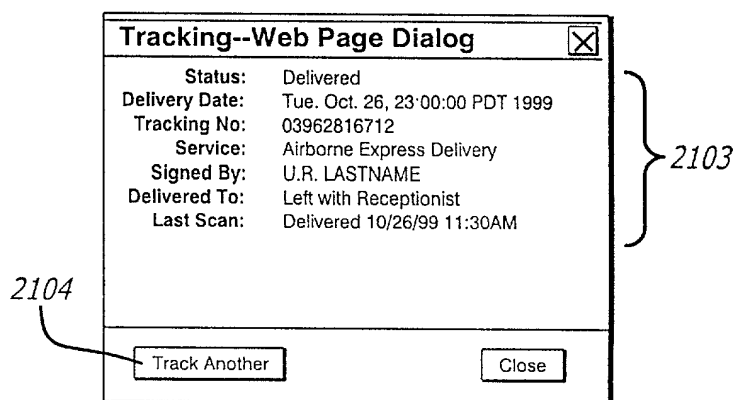 Tracking--Web Page Dialog
Status: Delivered
Delivery Date: Tue. Oct. 26, 23:00:00 PDT 1999
Tracking No: 03962816712
Service: Airborne Express Delivery
Signed By: U.R. LASTNAME
Delivered To: Left with Receptionist
Last Scan: Delivered 10/26/99 11:30AM
2103
2104
Track Another
Close